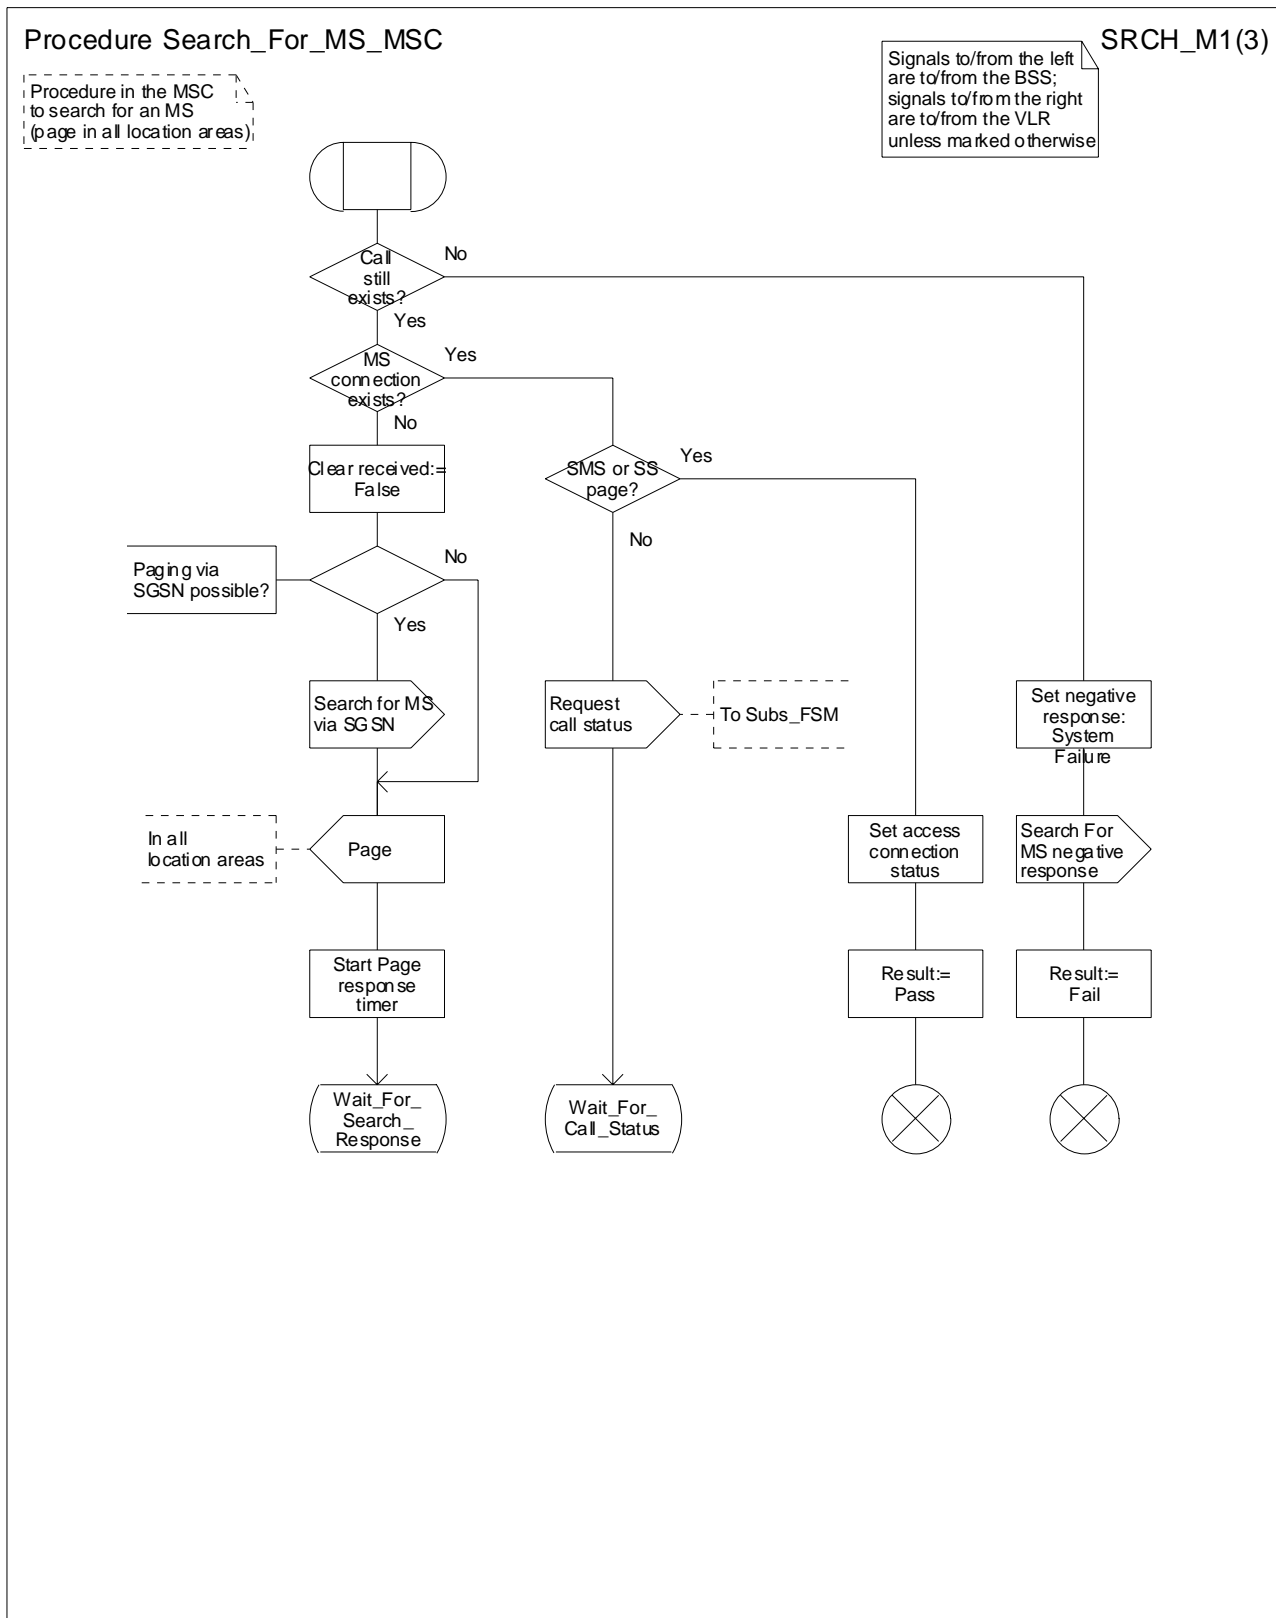 Procedure Search_For_MS_MSC
SRCH_M1(3)
Procedure in the MSC
to search for an MS
(page in all location areas)
Signals to/from the left
are to/from the BSS;
signals to/from the right
are to/from the VLR
unless marked otherwise
Call
still
exists?
No
Yes
MS
connection
exists?
Yes
No
Clear received:=
False
SMS or SS
page?
Yes
No
Paging via
SGSN possible?
No
Yes
Search for MS
via SGSN
Request
call status
To Subs_FSM
Set negative
response:
System
Failure
In all
location areas
Page
Set access
connection
status
Search For
MS negative
response
Start Page
response
timer
Result:=
Pass
Result:=
Fail
Wait_For_
Search_
Response
Wait_For_
Call_Status